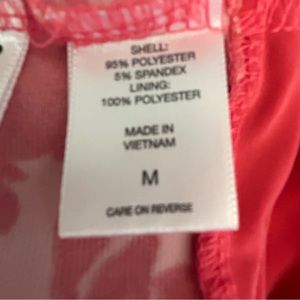 SHELL:
95% POLYESTER
5% SPANDEX
LINING:
100% POLYESTER
MADE IN
VIETNAM
M
CARE ON REVERSE